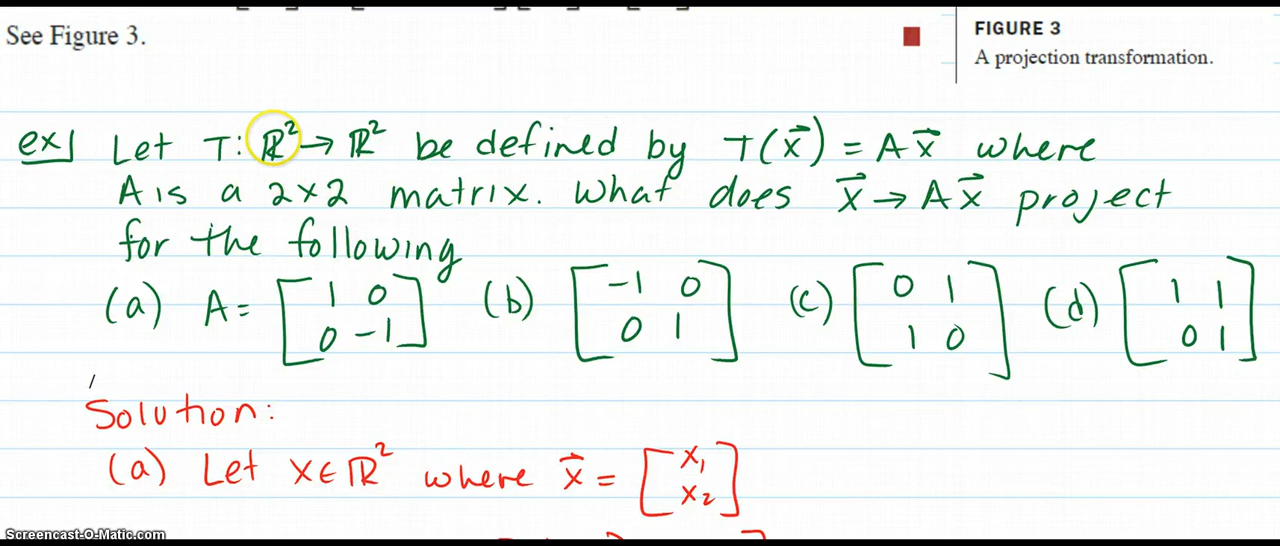 See Figure 3.
FIGURE 3
A projection transformation.
ex) Let T: ℝ² → ℝ² be defined by T(x⃗) = Ax⃗ where
A is a 2x2 matrix. What does x⃗ → Ax⃗ project
for the following
(a) A = [1 0; 0 -1] (b) [-1 0; 0 1] (c) [0 1; 1 0] (d) [1 1; 0 1]
Solution:
(a) Let x ∈ ℝ² where x⃗ = [x₁; x₂]
Screencast-O-Matic.com